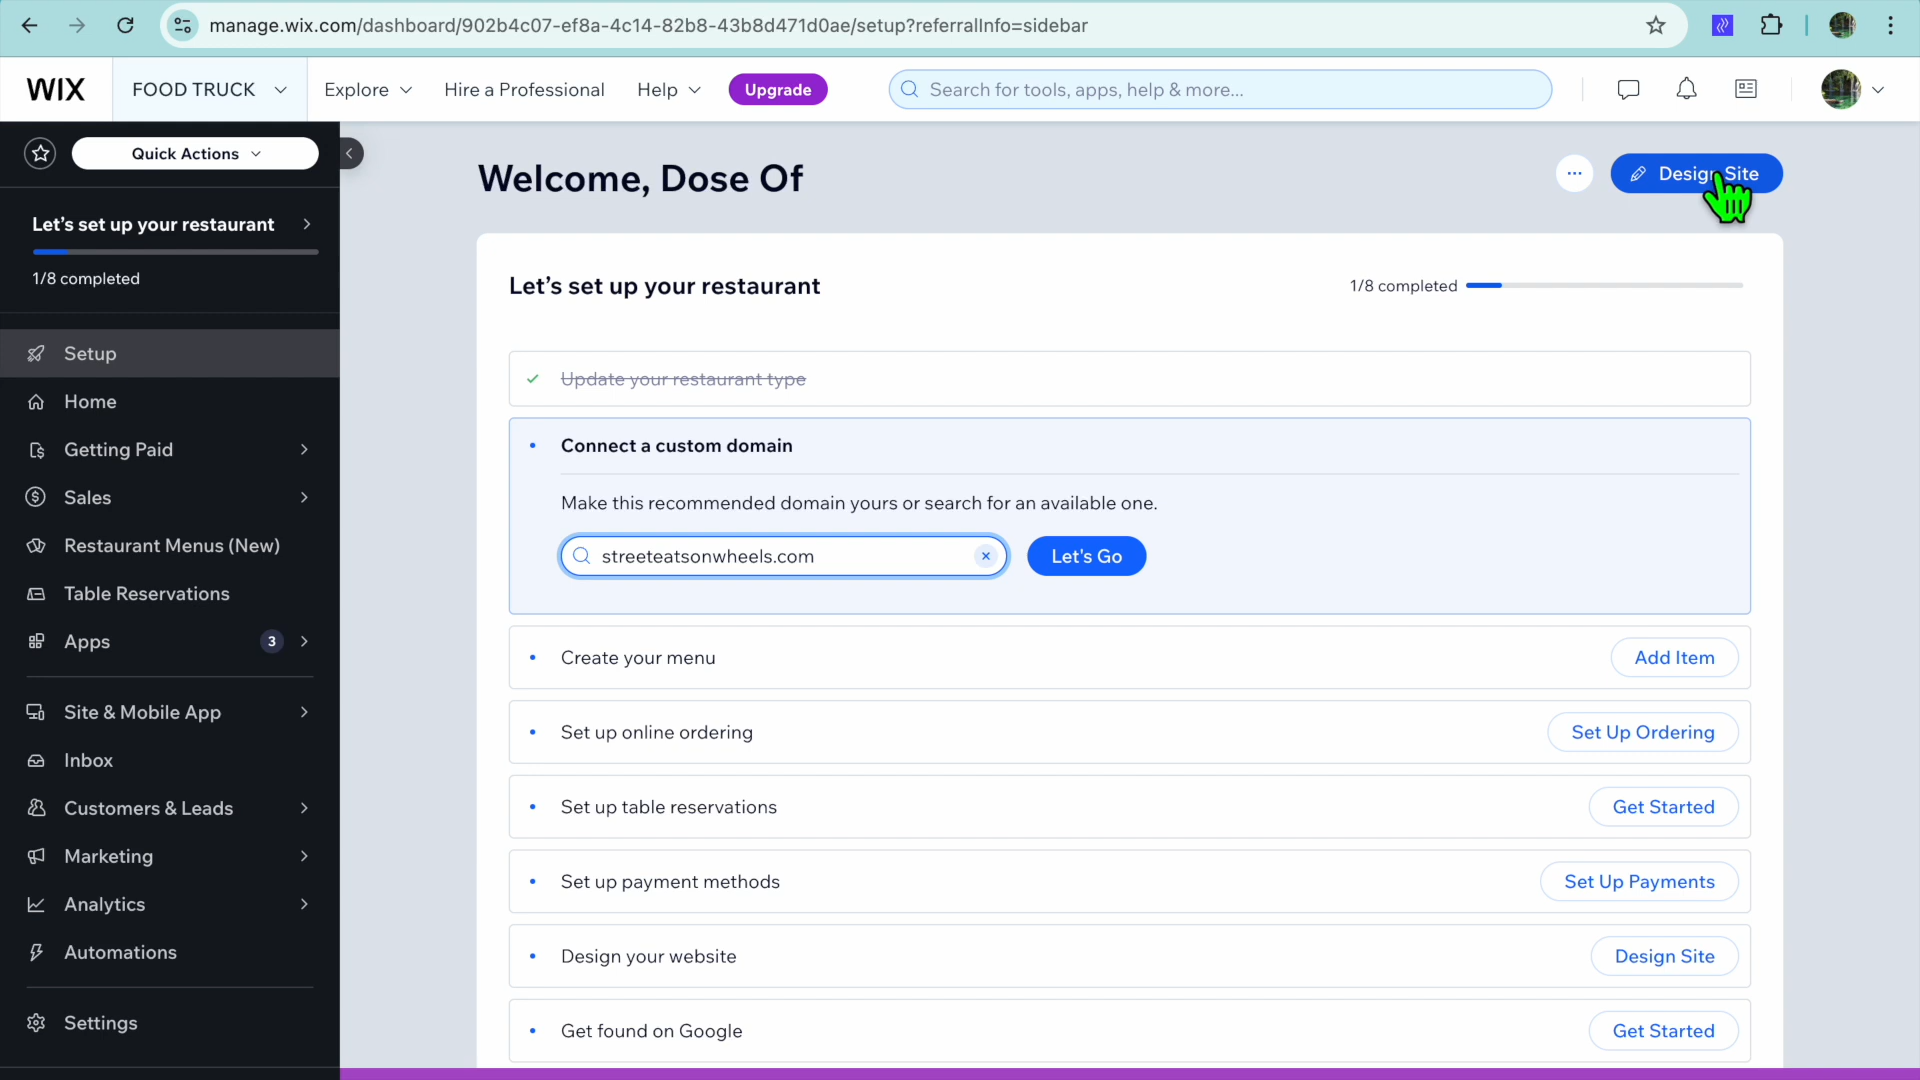 manage.wix.com/dashboard/902b4c07-ef8a-4c14-82b8-43b8d471d0ae/setup?referralInfo=sidebar
WIX
FOOD TRUCK
Explore
Hire a Professional
Help
Upgrade
Search for tools, apps, help & more...
Quick Actions
Let's set up your restaurant
1/8 completed
Setup
Home
Getting Paid
Sales
Restaurant Menus (New)
Table Reservations
Apps 3
Site & Mobile App
Inbox
Customers & Leads
Marketing
Analytics
Automations
Settings
Welcome, Dose Of
Design Site
Let's set up your restaurant
1/8 completed
Update your restaurant type
Connect a custom domain
Make this recommended domain yours or search for an available one.
streeteatsonwheels.com
Let's Go
Create your menu
Add Item
Set up online ordering
Set Up Ordering
Set up table reservations
Get Started
Set up payment methods
Set Up Payments
Design your website
Design Site
Get found on Google
Get Started